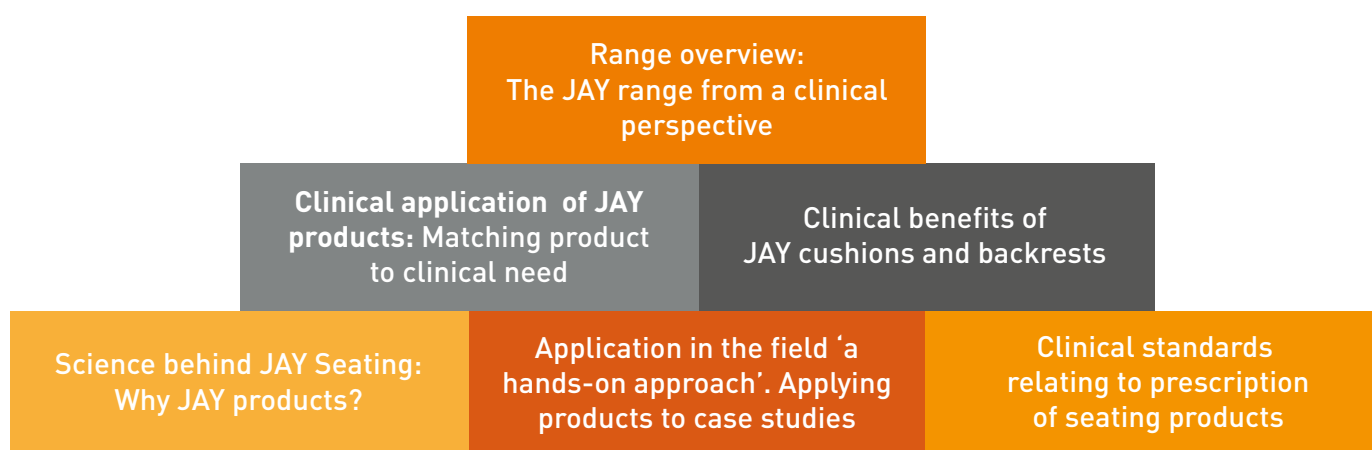 Range overview:
The JAY range from a clinical
perspective
Clinical application of JAY
products: Matching product
to clinical need
Clinical benefits of
JAY cushions and backrests
Science behind JAY Seating:
Why JAY products?
Application in the field ‘a
hands-on approach’. Applying
products to case studies
Clinical standards
relating to prescription
of seating products